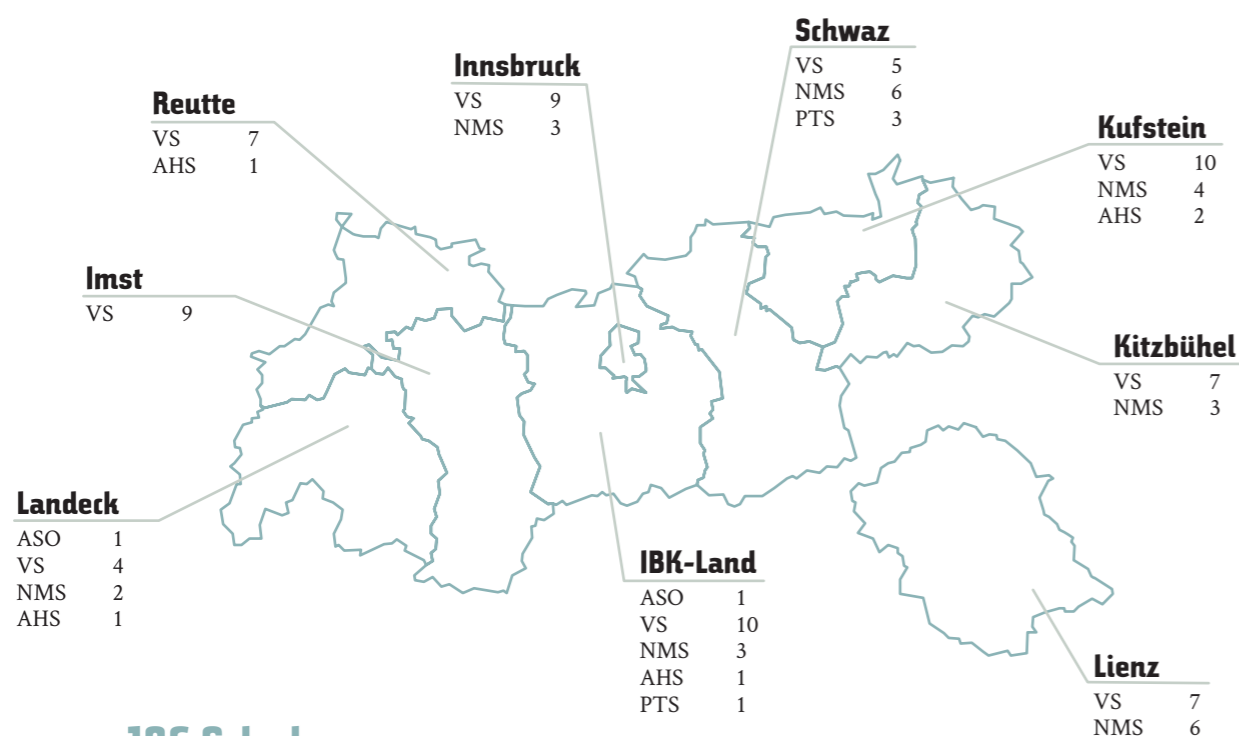 Schwaz
VS 5
NMS 6
PTS 3
Innsbruck
VS 9
NMS 3
Reutte
VS 7
AHS 1
Kufstein
VS 10
NMS 4
AHS 2
Imst
VS 9
Kitzbühel
VS 7
NMS 3
Landeck
ASO 1
VS 4
NMS 2
AHS 1
IBK-Land
ASO 1
VS 10
NMS 3
AHS 1
PTS 1
Lienz
VS 7
NMS 6